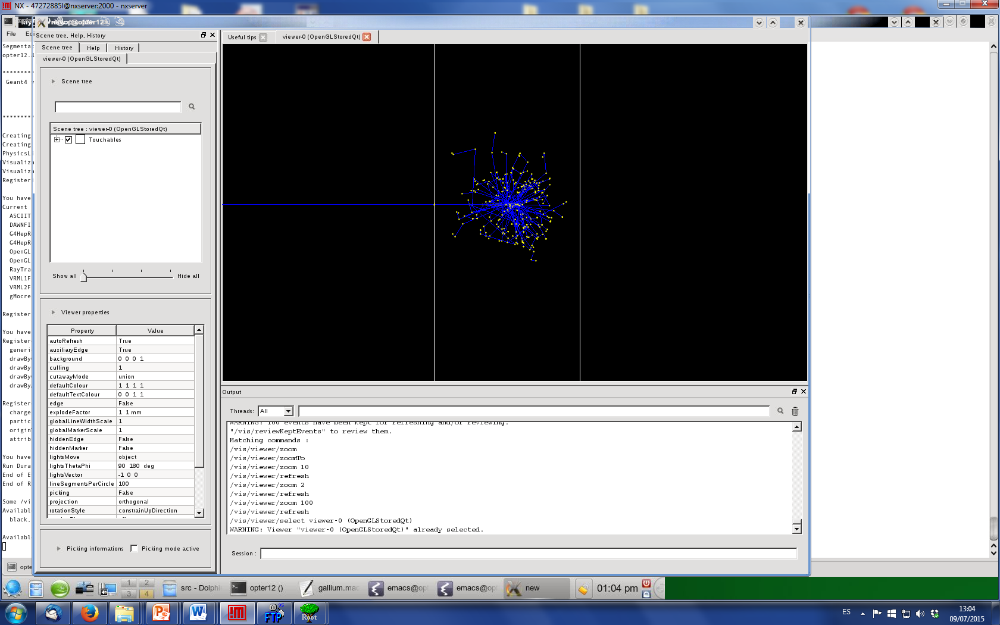 NX - 47272885I@nxserver:2000 - nxserver
new
Scene tree, Help, History
Useful tips
viewer-0 (OpenGLStoredQt)
Scene tree
Help
History
viewer-0 (OpenGLStoredQt)
Scene tree
Scene tree : viewer-0 (OpenGLStoredQt)
Touchables
Show all
Hide all
Viewer properties
Property Value
autoRefresh True
auxiliaryEdge True
background 0 0 0 1
culling 1
cutawayMode union
defaultColour 1 1 1 1
defaultTextColour 0 0 1 1
edge False
explodeFactor 1 1 mm
globalLineWidthScale 1
globalMarkerScale 1
hiddenEdge False
hiddenMarker False
lightsMove object
lightsThetaPhi 90 180 deg
lightsVector -1 0 0
lineSegmentsPerCircle 100
picking False
projection orthogonal
rotationStyle constrainUpDirection
Picking informations
Picking mode active
Output
Threads: All
WARNING: 100 events have been kept for refreshing and/or reviewing.
"/vis/reviewKeptEvents" to review them.
Matching commands :
/vis/viewer/zoom
/vis/viewer/zoomTo
/vis/viewer/zoom 10
/vis/viewer/refresh
/vis/viewer/zoom 2
/vis/viewer/refresh
/vis/viewer/zoom 100
/vis/viewer/refresh
/vis/viewer/select viewer-0 (OpenGLStoredQt)
WARNING: Viewer "viewer-0 (OpenGLStoredQt)" already selected.
Session :
File Ed
Segmenta
opter12.4
********
Geant4 v
********
Creating
Creating
PhysicsLi
Visualiza
Visualiza
Registeri
You have
Current
ASCIIT
DAWNFI
G4HepR
G4HepR
OpenGL
OpenGL
RayTra
VRML1F
VRML2F
gMocre
Register
You have
Register
generi
drawBy
drawBy
drawBy
drawBy
Register
charge
partic
origin
attrib
You have
Run Dura
End of E
End of R
Some /vi
Availabl
black,
Availabl
opte
1 2
3 4
src - Dolphi
opter12 ()
gallium.mac
emacs@opt
emacs@opt
new
01:04 pm
FTP
Root
ES
13:04
09/07/2015